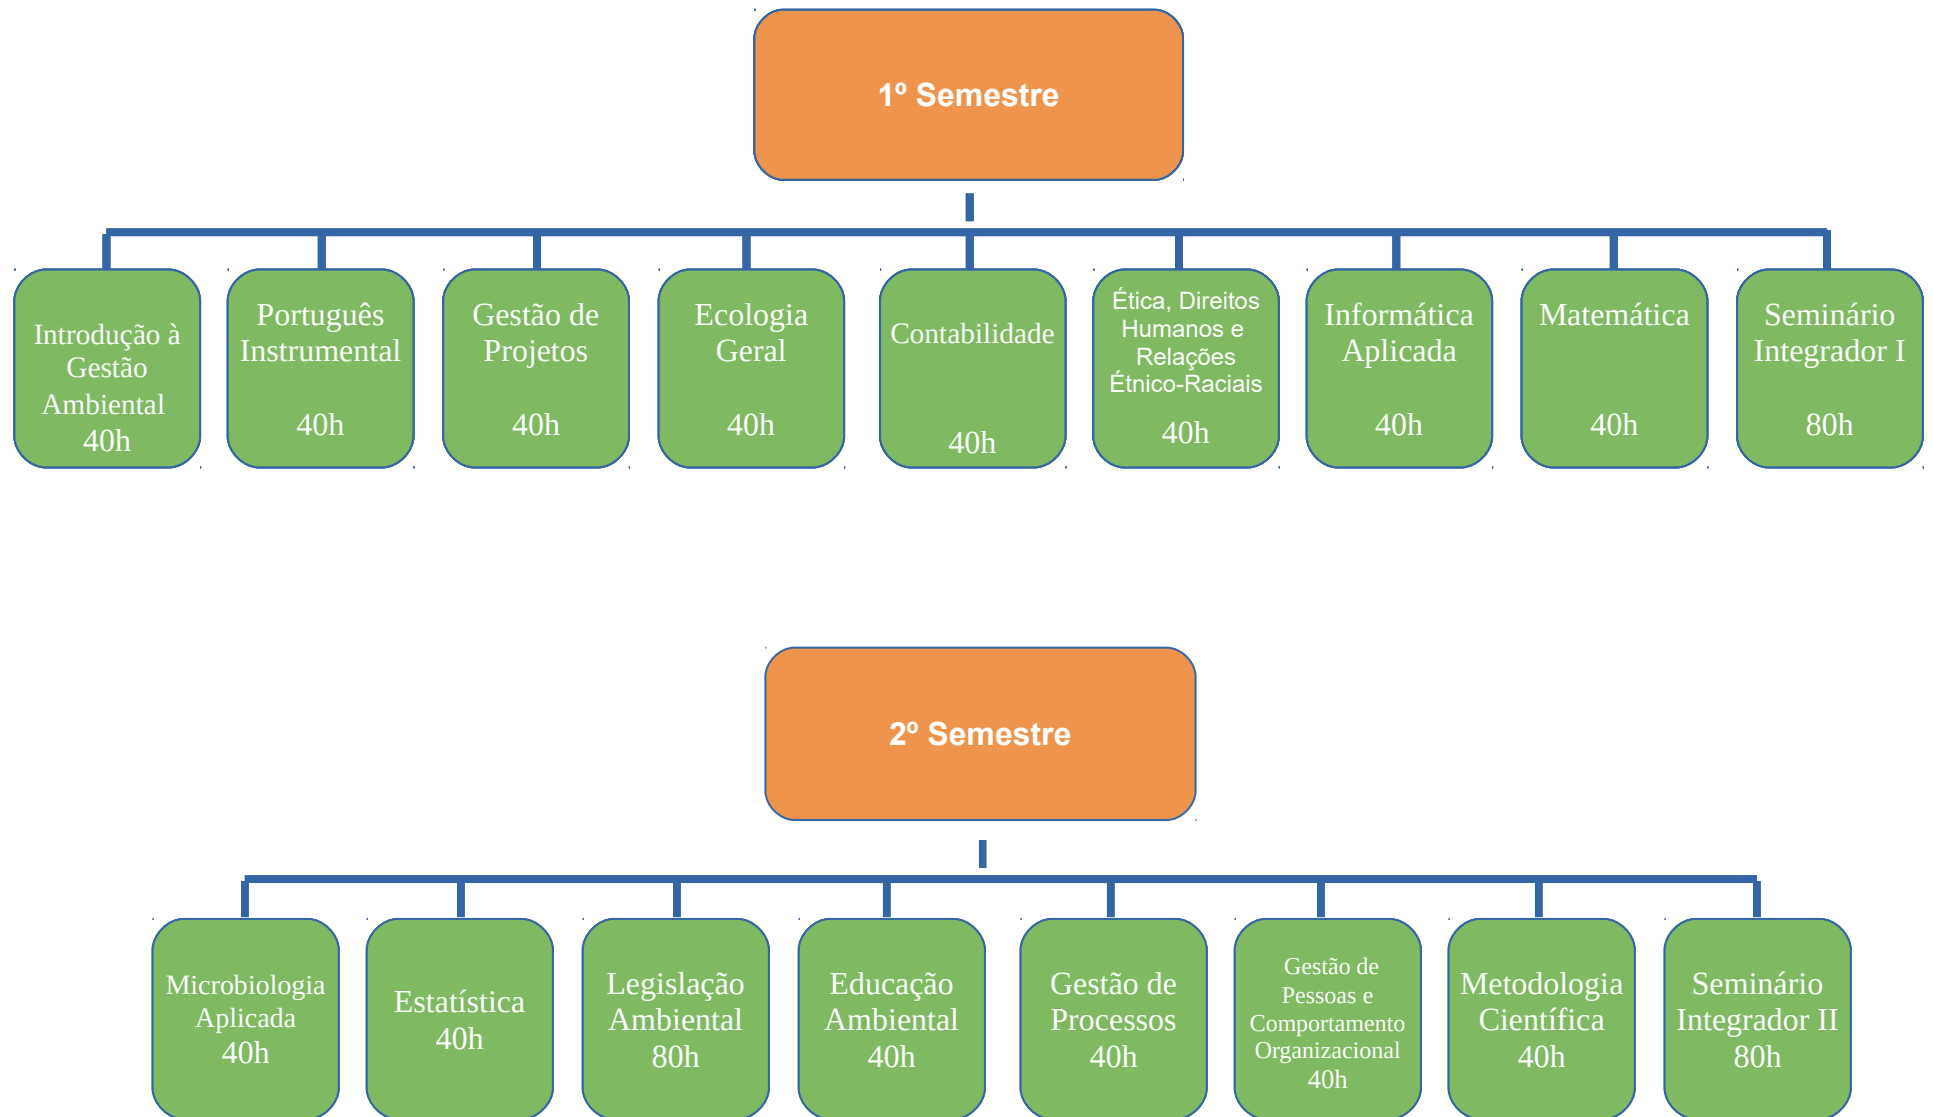 1º Semestre
Introdução à
Gestão
Ambiental
40h
Português
Instrumental
40h
Gestão de
Projetos
40h
Ecologia
Geral
40h
Contabilidade
40h
Ética, Direitos
Humanos e
Relações
Étnico-Raciais
40h
Informática
Aplicada
40h
Matemática
40h
Seminário
Integrador I
80h
2º Semestre
Microbiologia
Aplicada
40h
Estatística
40h
Legislação
Ambiental
80h
Educação
Ambiental
40h
Gestão de
Processos
40h
Gestão de
Pessoas e
Comportamento
Organizacional
40h
Metodologia
Científica
40h
Seminário
Integrador II
80h